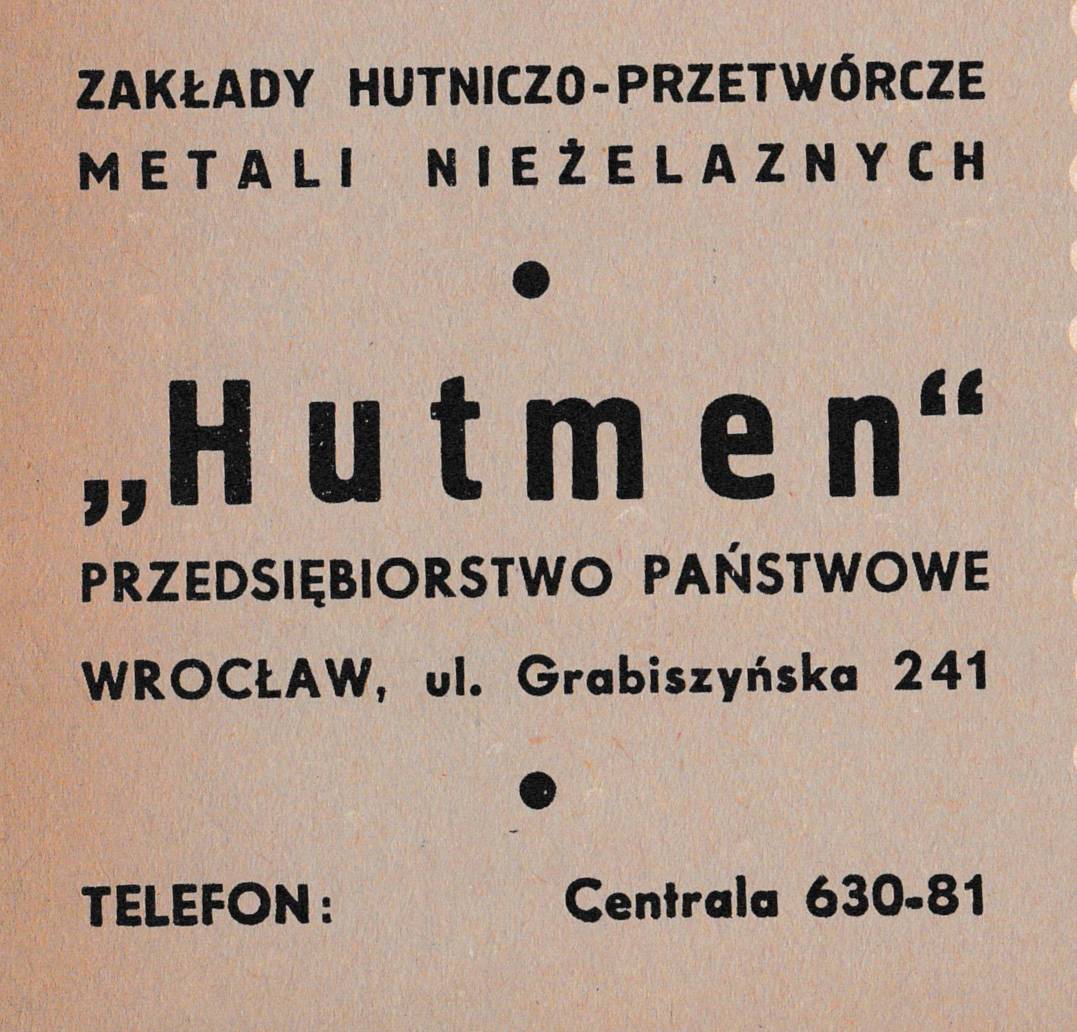 ZAKŁADY HUTNICZO-PRZETWÓRCZE
METALI NIEŻELAZNYCH
„Hutmen“
PRZEDSIĘBIORSTWO PAŃSTWOWE
WROCŁAW, ul. Grabiszyńska 241
TELEFON: Centrala 630-81